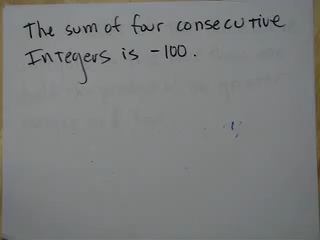 The sum of four consecutive
Integers is -100.